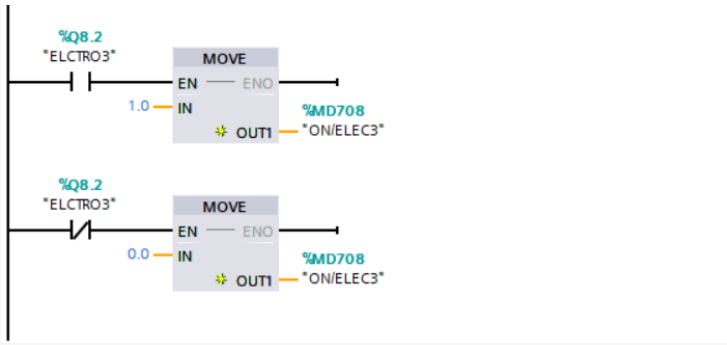 %Q8.2
"ELCTRO3"
MOVE
EN
ENO
1.0
IN
%MD708
OUT1
"ON/ELEC3"
%Q8.2
"ELCTRO3"
MOVE
EN
ENO
0.0
IN
%MD708
OUT1
"ON/ELEC3"